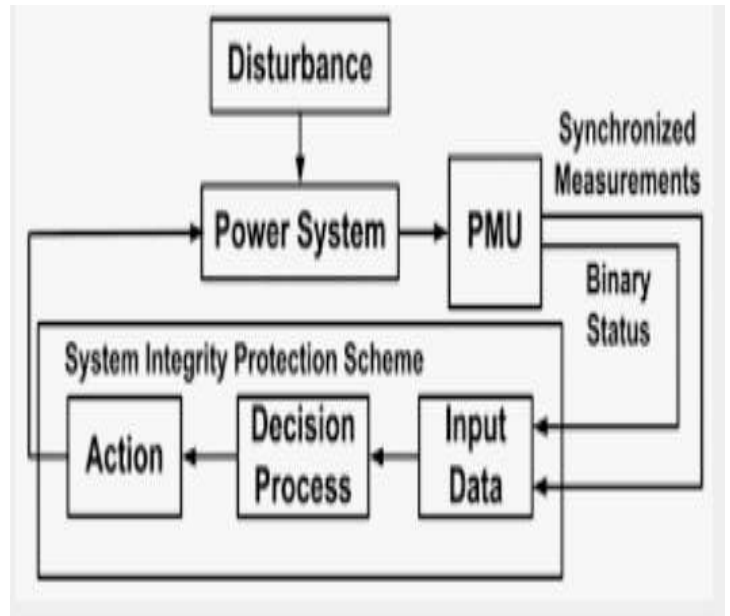 Disturbance
Synchronized
Measurements
Power System
PMU
Binary
Status
System Integrity Protection Scheme
Action
Decision
Process
Input
Data